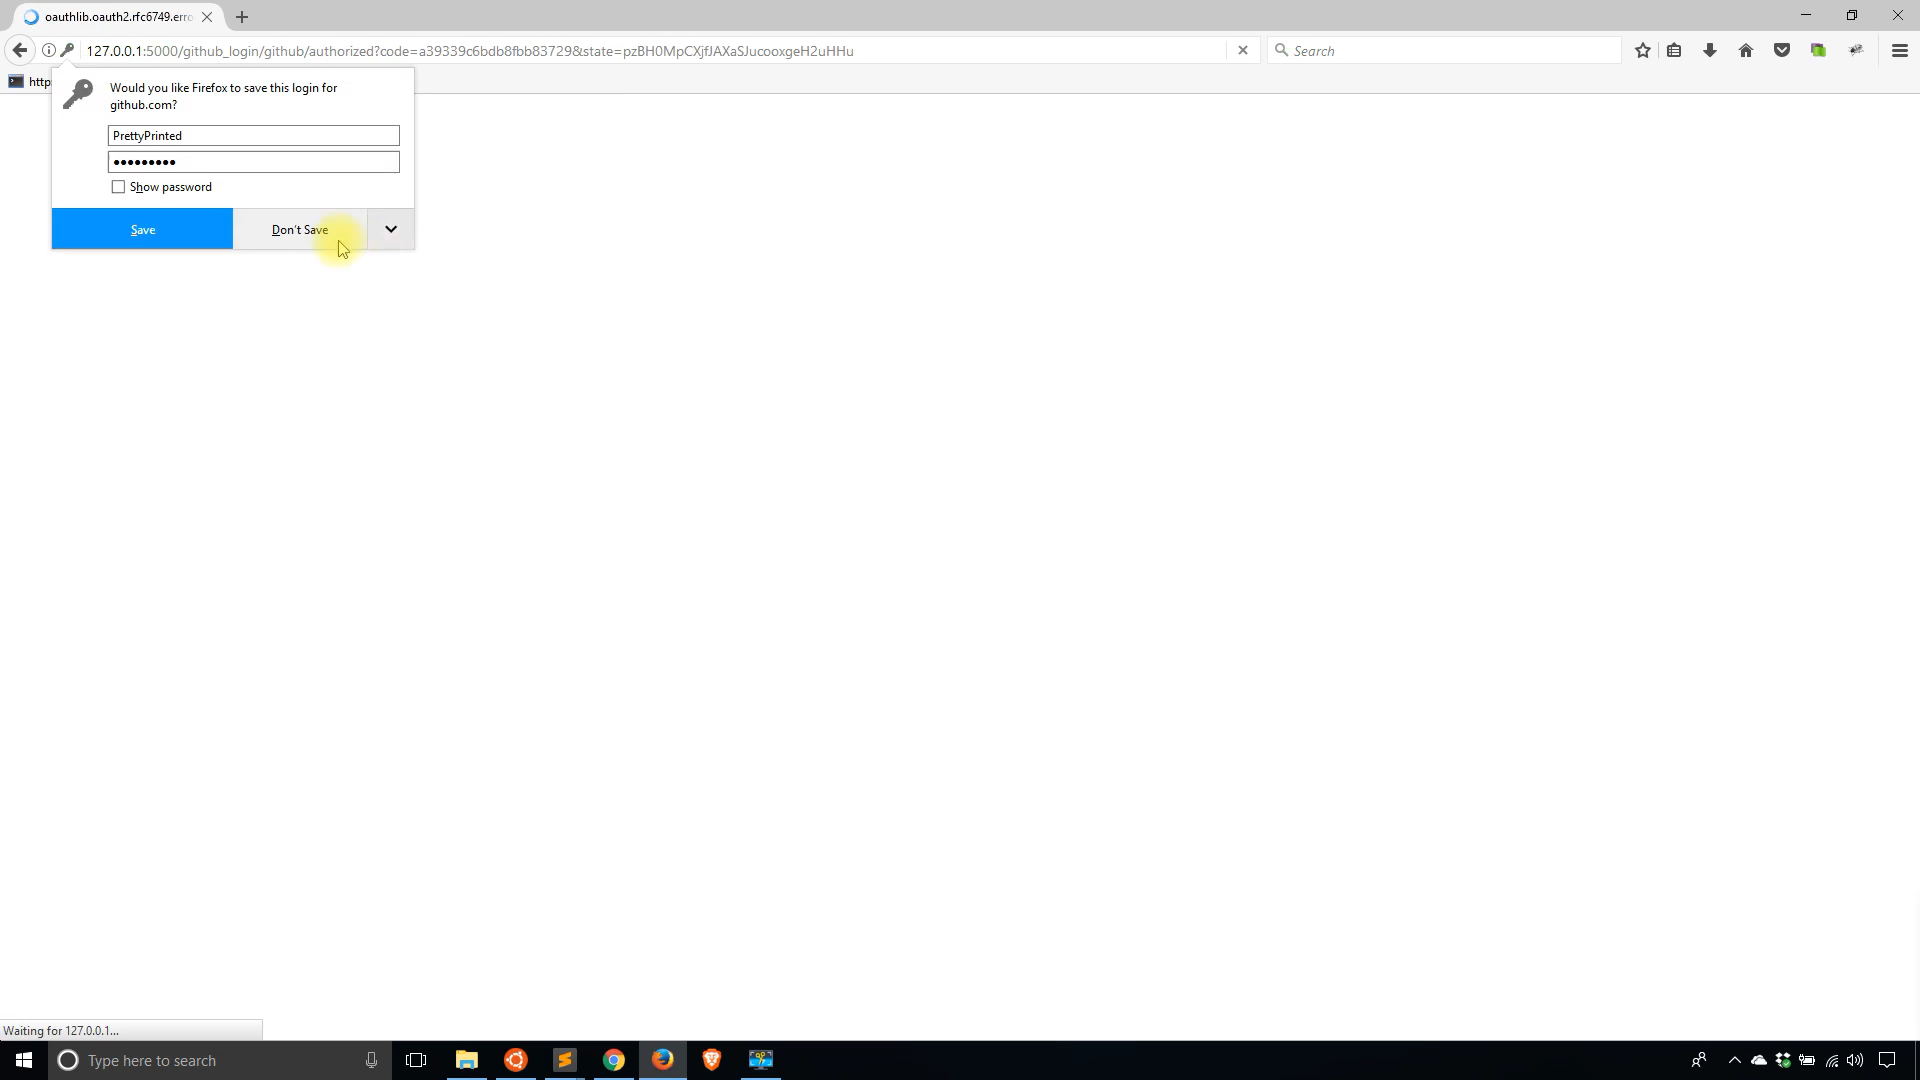 oauthlib.oauth2.rfc6749.erro
127.0.0.1:5000/github_login/github/authorized?code=a39339c6bdb8fbb83729&state=pzBH0MpCXjfJAXaSJucooxgeH2uHHu
Search
http
Would you like Firefox to save this login for
github.com?
PrettyPrinted
●●●●●●●●●
Show password
Save
Don't Save
Waiting for 127.0.0.1...
Type here to search